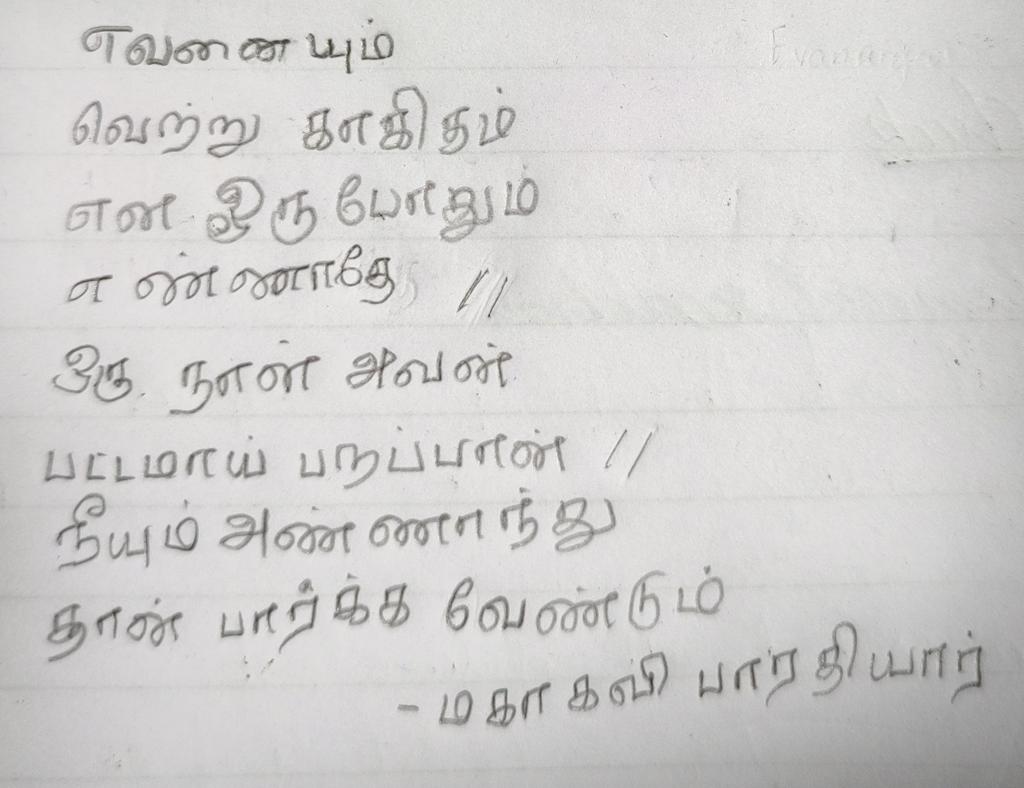 எவனையும்
வெற்று காகிதம்
என ஒரு போதும்
எண்ணாதே //
ஒரு நாள் அவன்
பட்டமாய் பறப்பான் //
நீயும் அண்ணாந்து
தான் பார்க்க வேண்டும்
- மகாகவி பாரதியார்